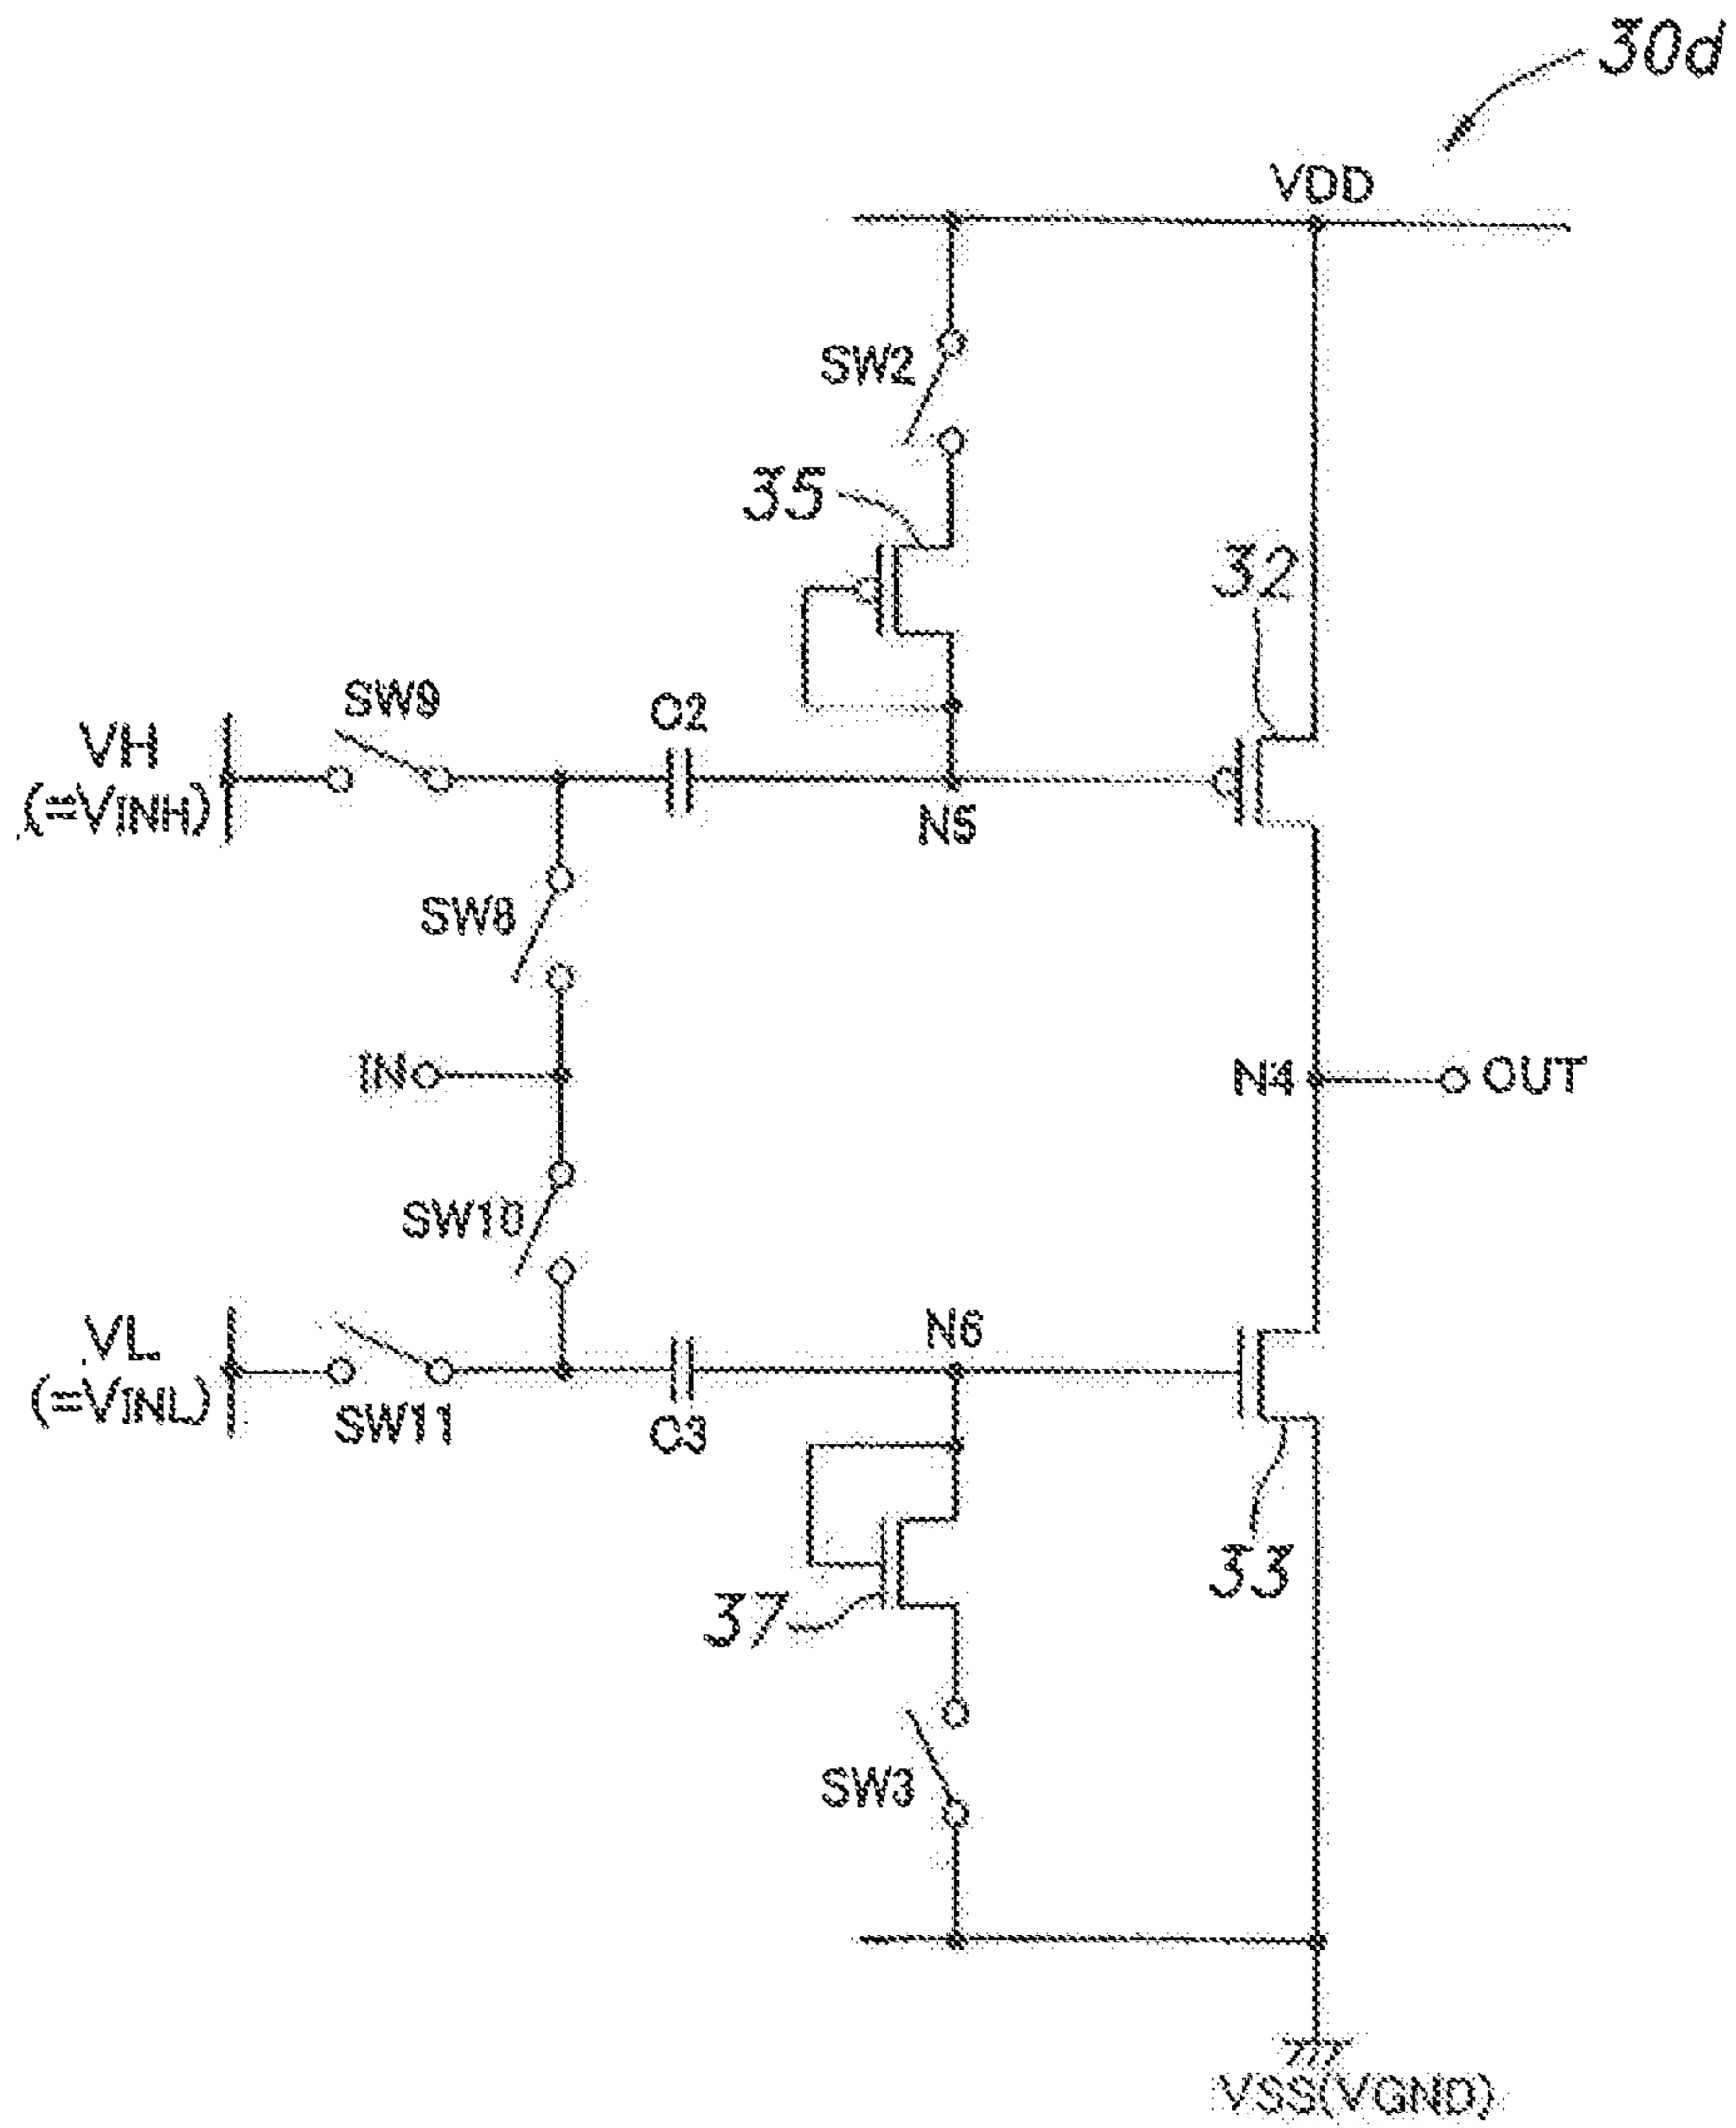 30d
VDD
SW2
35
32
SW9
C2
VH
(=VINH)
N5
SW8
IN
N4
OUT
SW10
VL
(=VINL)
N6
SW11
C3
33
37
SW3
VSS(VGND)